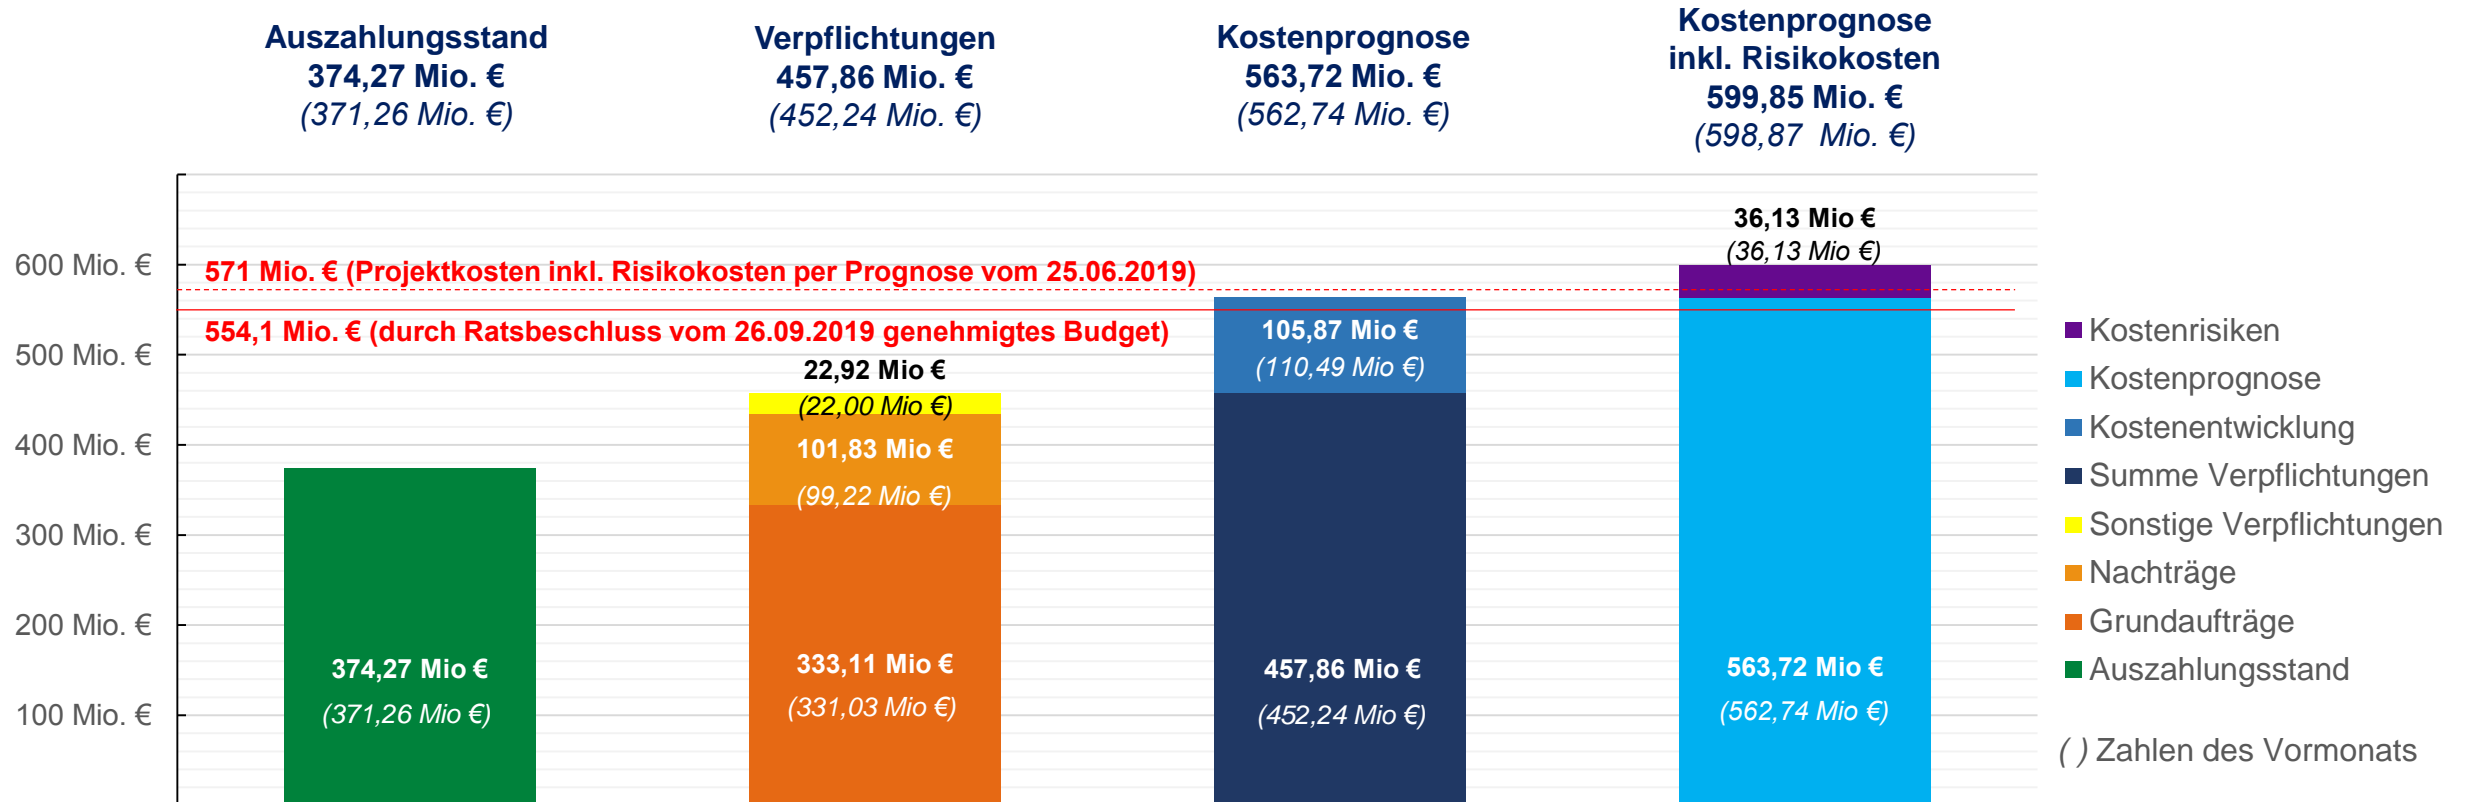 Auszahlungsstand
374,27 Mio. €
(371,26 Mio. €)
Verpflichtungen
457,86 Mio. €
(452,24 Mio. €)
Kostenprognose
563,72 Mio. €
(562,74 Mio. €)
Kostenprognose
inkl. Risikokosten
599,85 Mio. €
(598,87  Mio. €)
600 Mio. €
500 Mio. €
400 Mio. €
300 Mio. €
200 Mio. €
100 Mio. €
571 Mio. € (Projektkosten inkl. Risikokosten per Prognose vom 25.06.2019)
554,1 Mio. € (durch Ratsbeschluss vom 26.09.2019 genehmigtes Budget)
374,27 Mio €
(371,26 Mio €)
22,92 Mio €
(22,00 Mio €)
101,83 Mio €
(99,22 Mio €)
333,11 Mio €
(331,03 Mio €)
105,87 Mio €
(110,49 Mio €)
457,86 Mio €
(452,24 Mio €)
36,13 Mio €
(36,13 Mio €)
563,72 Mio €
(562,74 Mio €)
Kostenrisiken
Kostenprognose
Kostenentwicklung
Summe Verpflichtungen
Sonstige Verpflichtungen
Nachträge
Grundaufträge
Auszahlungsstand
( ) Zahlen des Vormonats